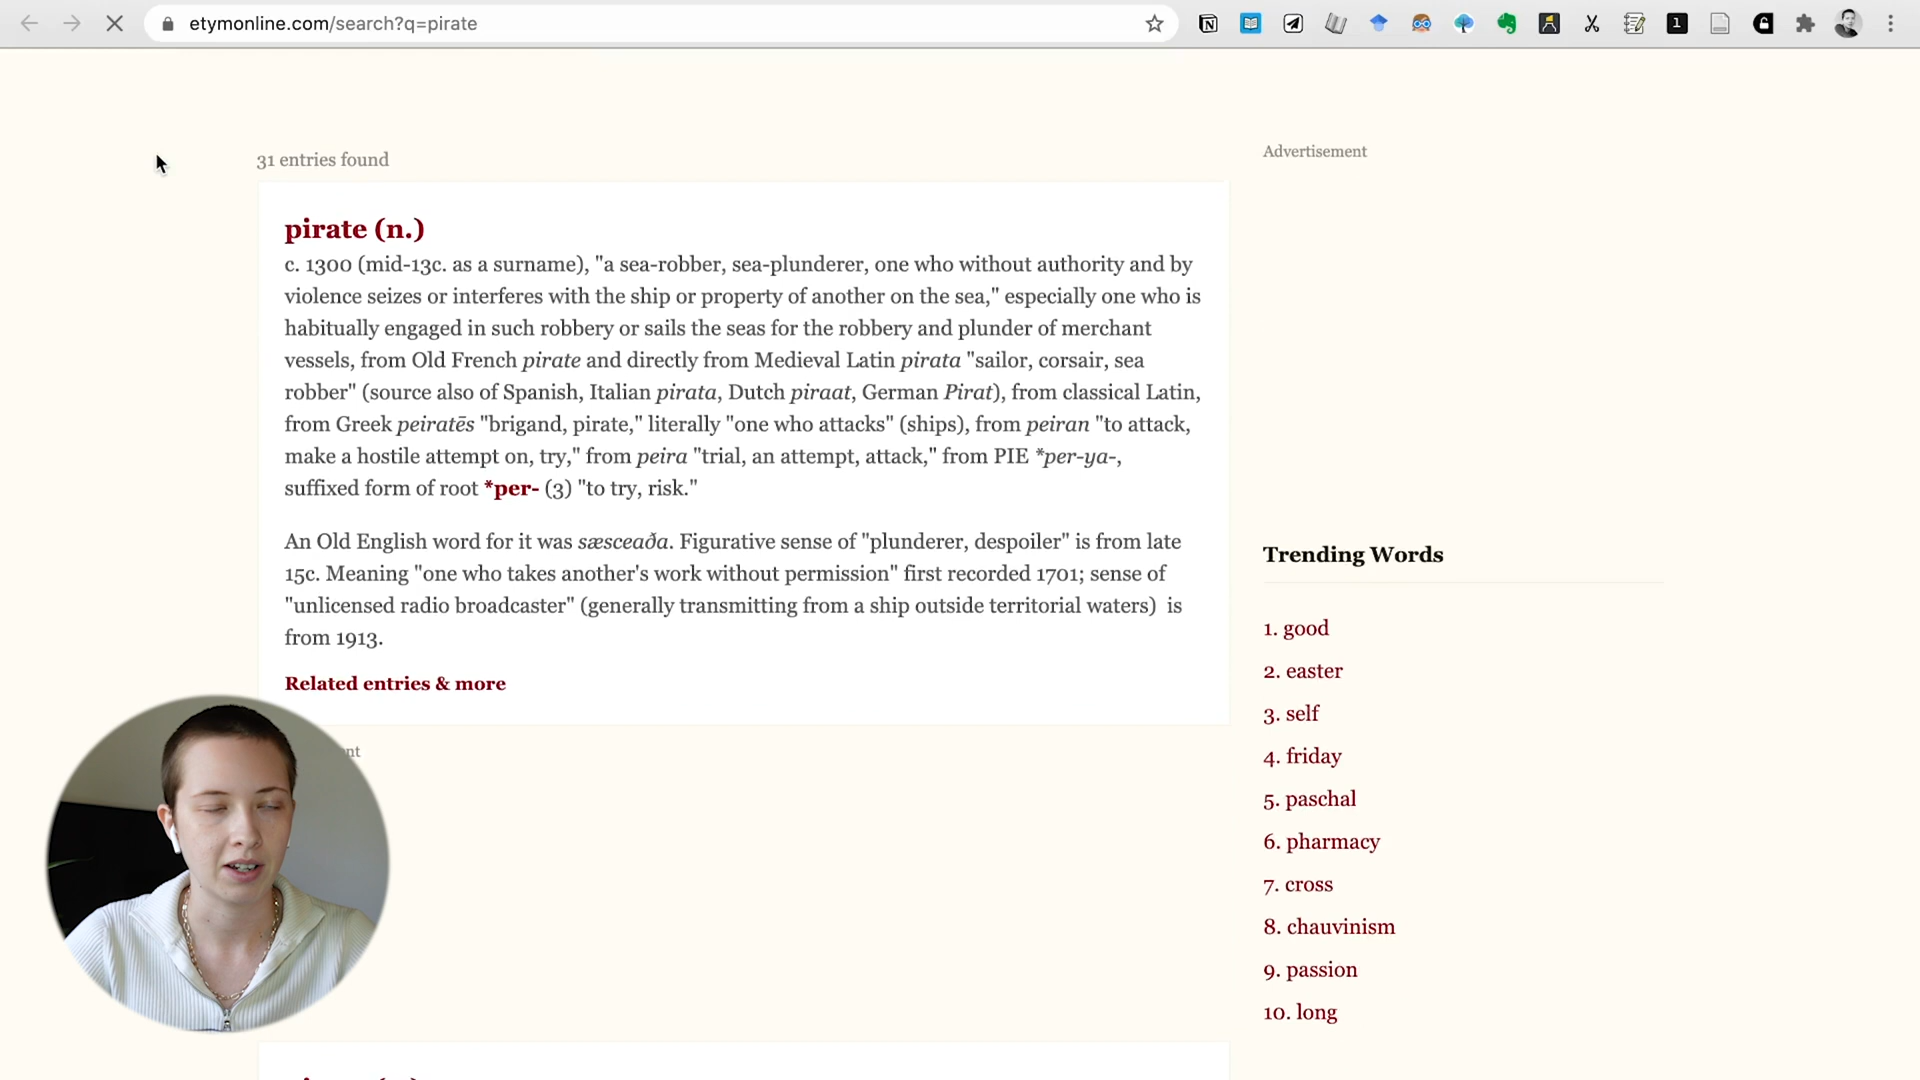 etymonline.com/search?q=pirate
31 entries found
Advertisement
pirate (n.)
c. 1300 (mid-13c. as a surname), "a sea-robber, sea-plunderer, one who without authority and by
violence seizes or interferes with the ship or property of another on the sea," especially one who is
habitually engaged in such robbery or sails the seas for the robbery and plunder of merchant
vessels, from Old French pirate and directly from Medieval Latin pirata "sailor, corsair, sea
robber" (source also of Spanish, Italian pirata, Dutch piraat, German Pirat), from classical Latin,
from Greek peiratēs "brigand, pirate," literally "one who attacks" (ships), from peiran "to attack,
make a hostile attempt on, try," from peira "trial, an attempt, attack," from PIE *per-ya-,
suffixed form of root *per- (3) "to try, risk."
An Old English word for it was sæsceaða. Figurative sense of "plunderer, despoiler" is from late
15c. Meaning "one who takes another's work without permission" first recorded 1701; sense of
"unlicensed radio broadcaster" (generally transmitting from a ship outside territorial waters) is
from 1913.
Related entries & more
nt
Trending Words
1. good
2. easter
3. self
4. friday
5. paschal
6. pharmacy
7. cross
8. chauvinism
9. passion
10. long